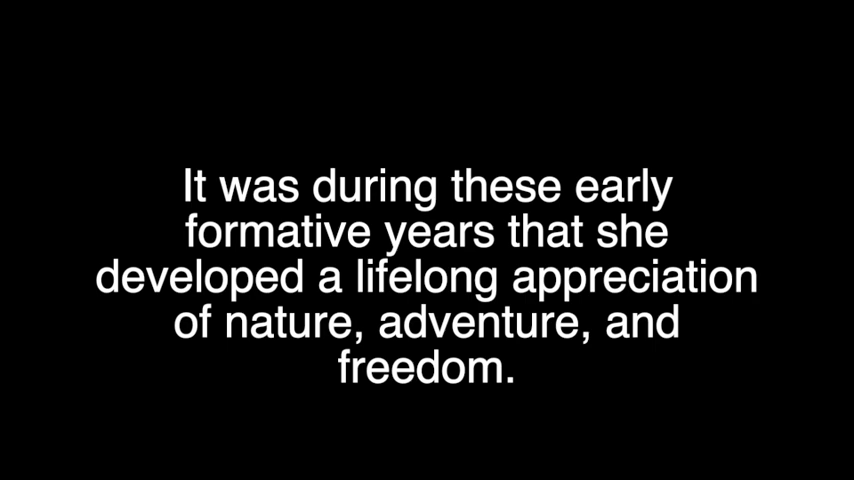 It was during these early
formative years that she
developed a lifelong appreciation
of nature, adventure, and
freedom.